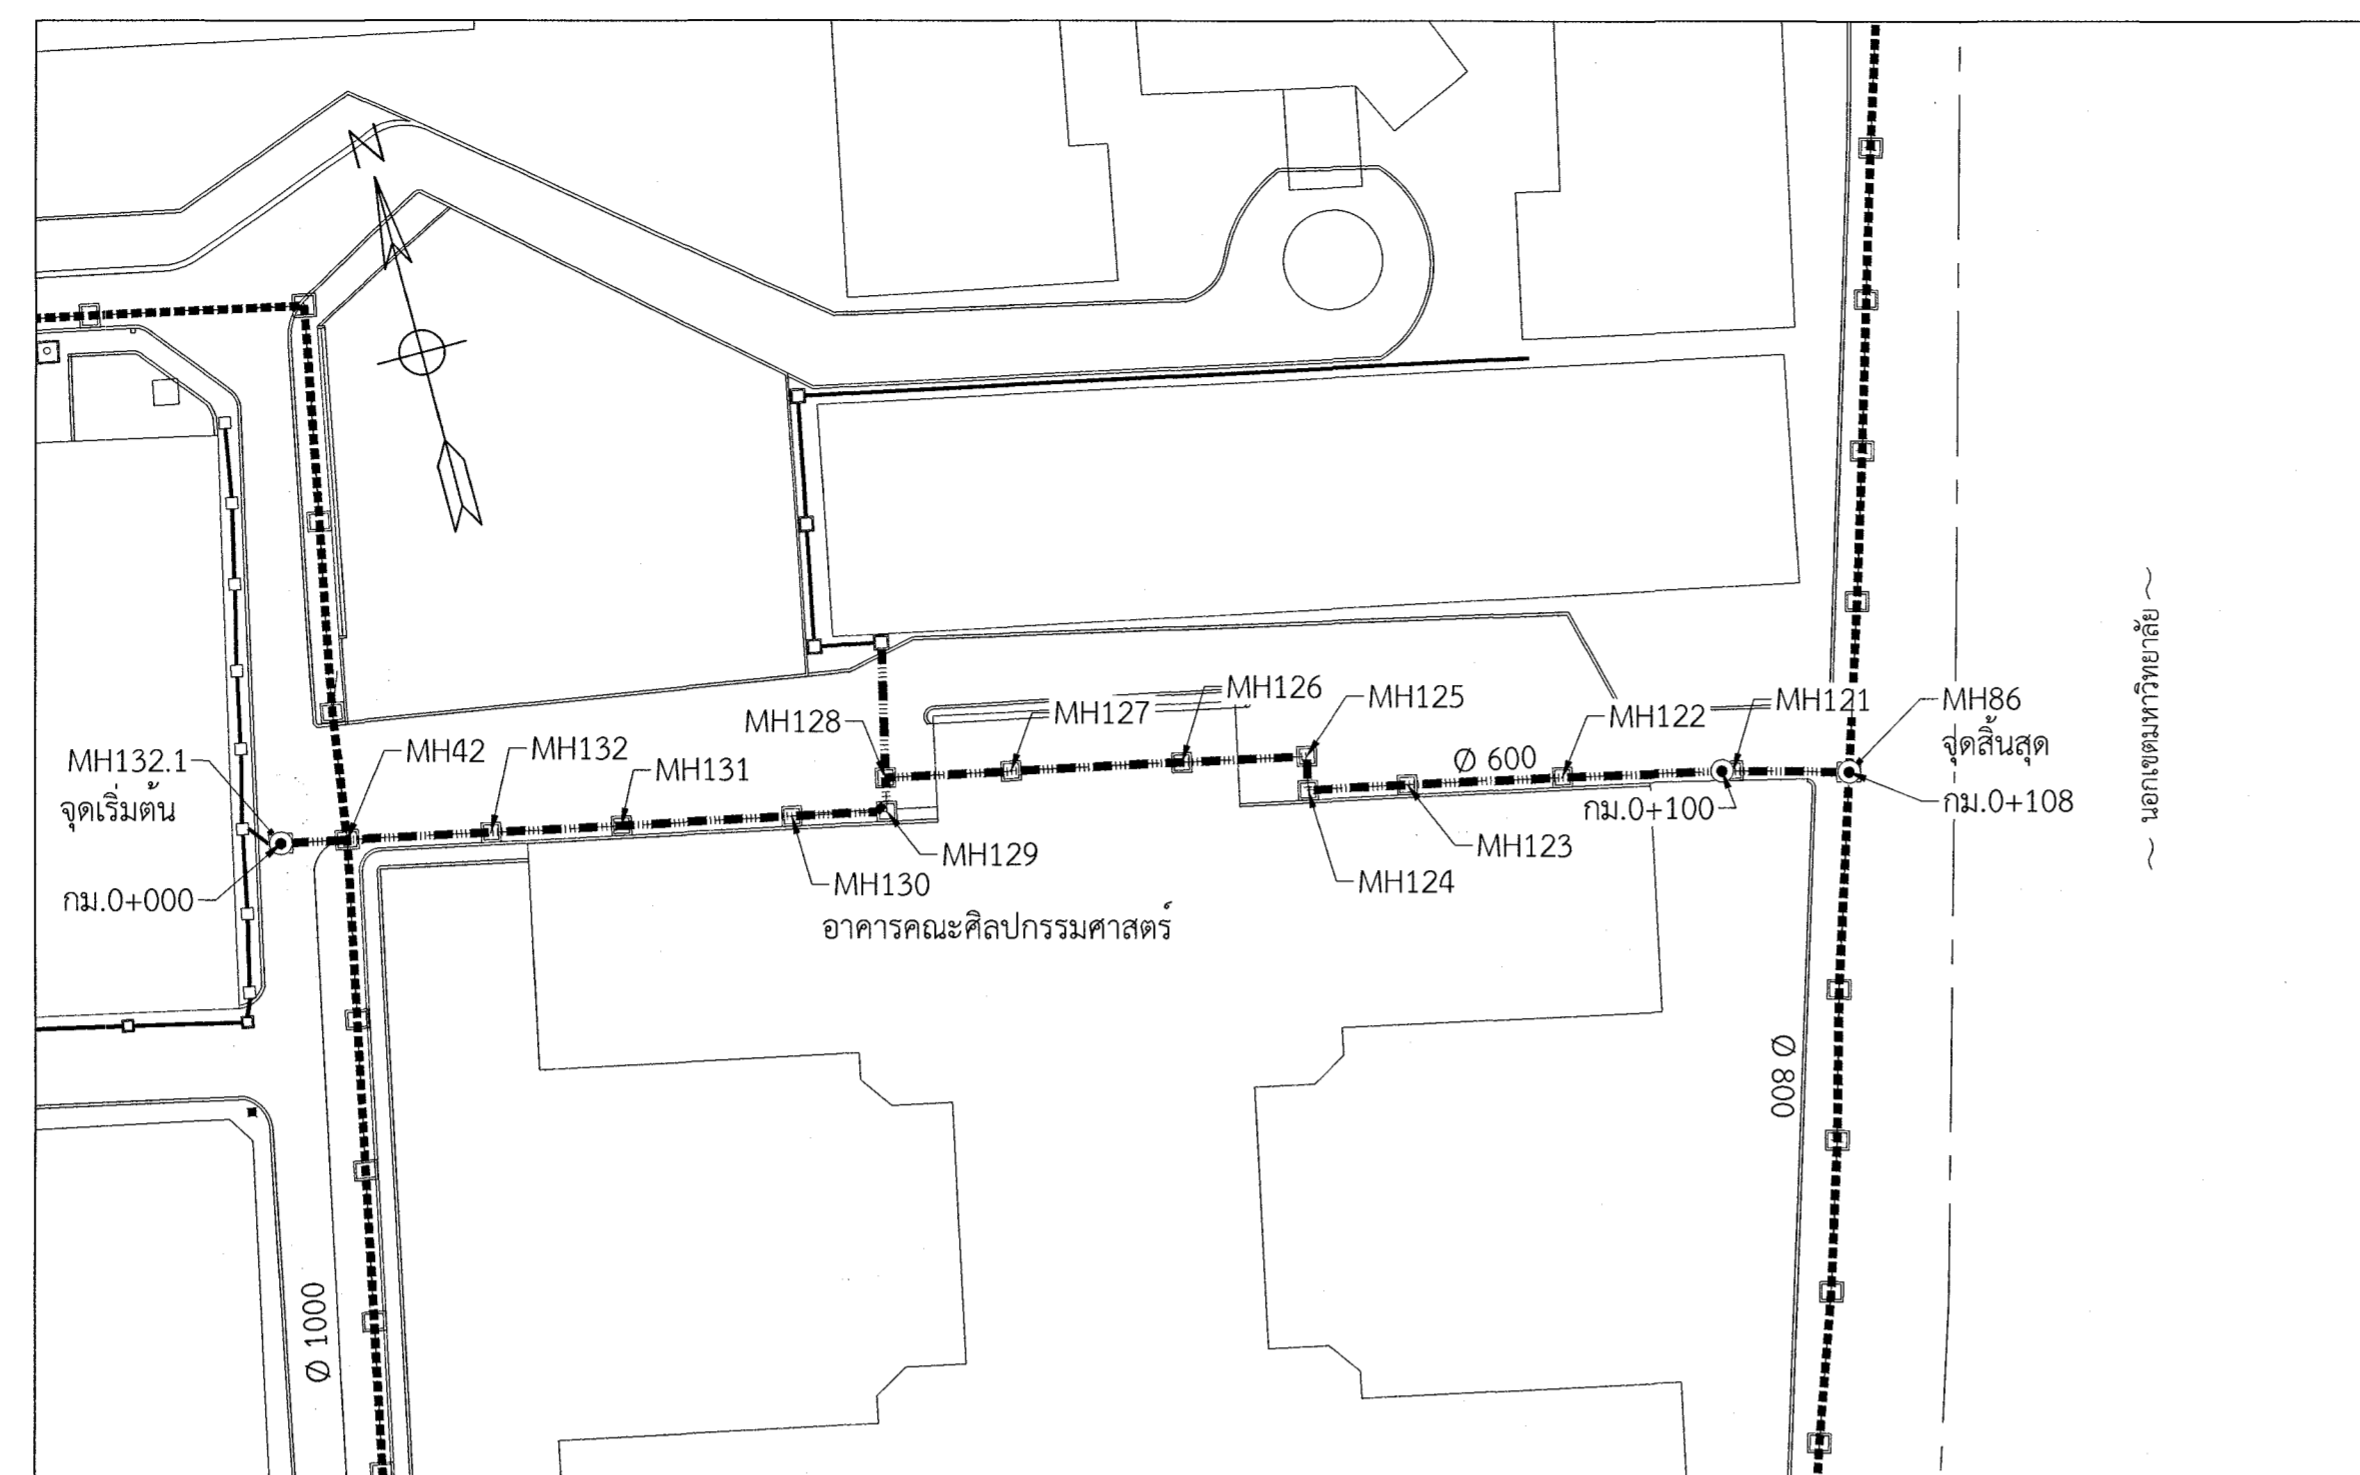 N
~ นอกเขตมหาวิทยาลัย ~
MH126
MH125
MH121
MH86
จุดสิ้นสุด
MH128
MH127
MH122
MH132.1
จุดเริ่มต้น
MH42
MH132
MH131
Ø 600
กม.0+100
กม.0+108
MH129
MH123
กม.0+000
MH130
MH124
อาคารคณะศิลปกรรมศาสตร์
Ø 800
Ø 1000